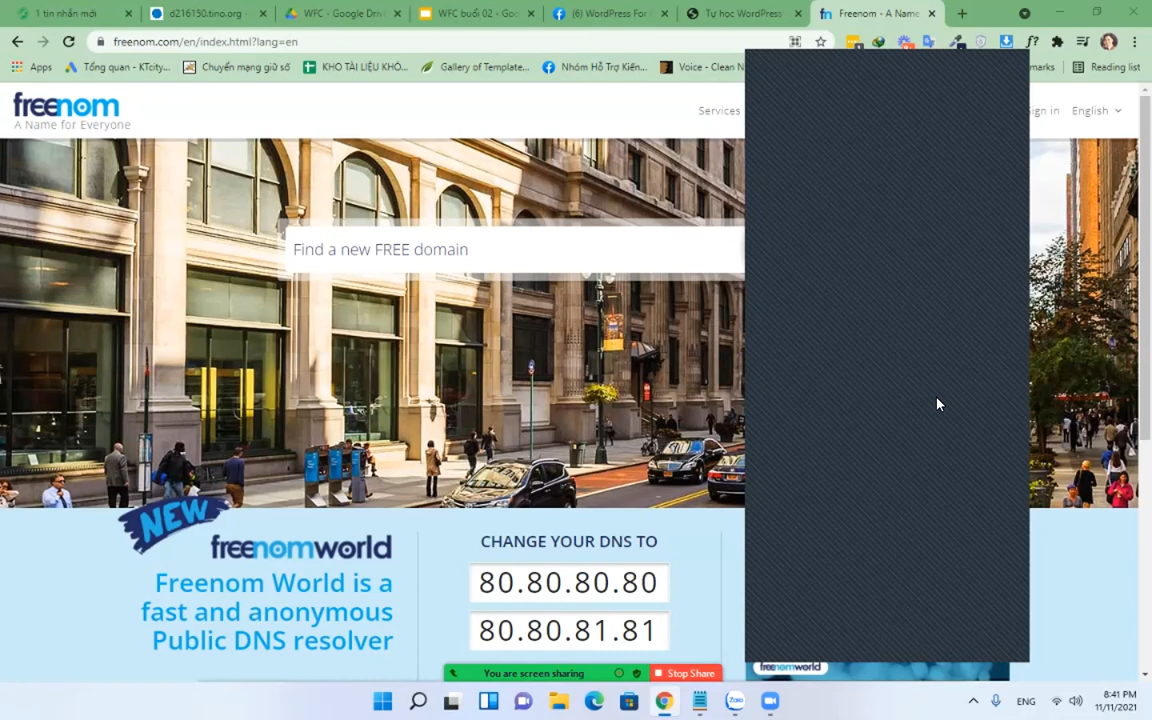 1 tin nhắn mới
d216150.tino.org
WFC - Google Driv
WFC buổi 02 - Goo
(6) WordPress For
Tự học WordPress
Freenom - A Name
freenom.com/en/index.html?lang=en
Apps
Tổng quan - KTcity...
Chuyển mạng giữ số
KHO TÀI LIỆU KHÓ...
Gallery of Template...
Nhóm Hỗ Trợ Kiến...
Voice - Clean N
marks
Reading list
freenom
A Name for Everyone
Services
Sign in
English
Find a new FREE domain
NEW
freenomworld
Freenom World is a
fast and anonymous
Public DNS resolver
CHANGE YOUR DNS TO
80.80.80.80
80.80.81.81
freenomworld
You are screen sharing
Stop Share
Zalo
ENG
8:41 PM
11/11/2021